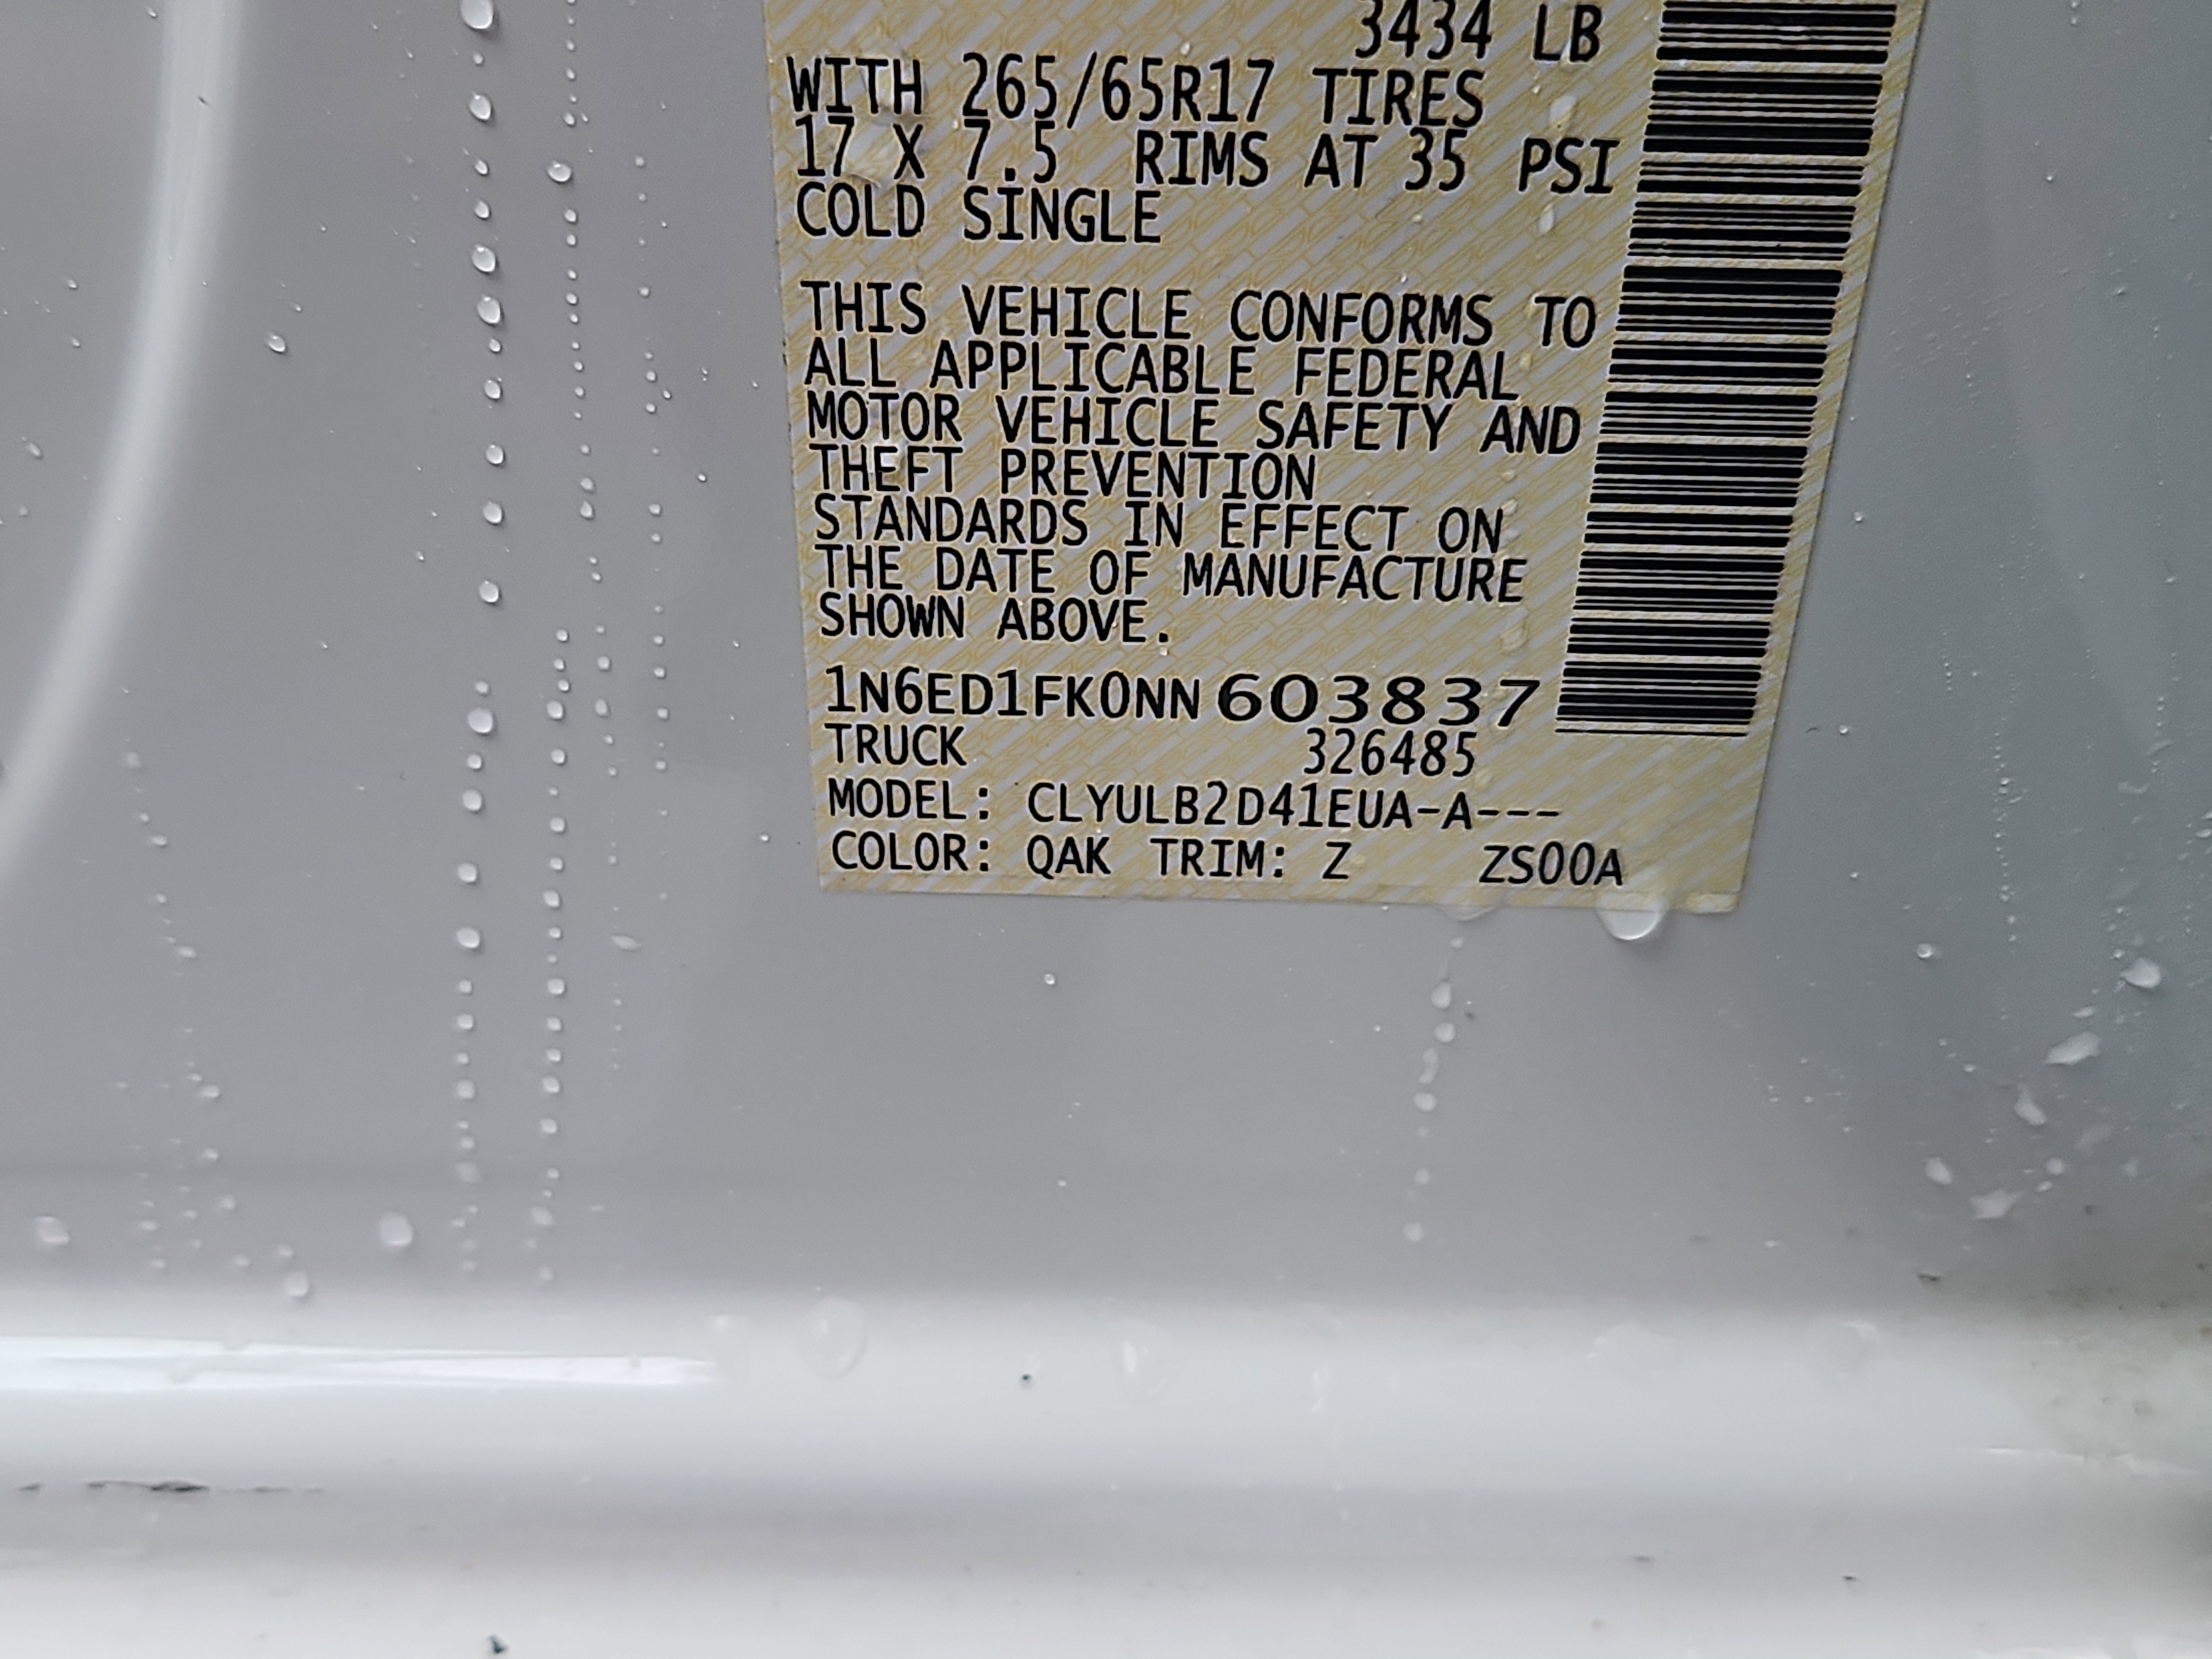 3434 LB
WITH 265/65R17 TIRES
17 X 7.5 RIMS AT 35 PSI
COLD SINGLE
THIS VEHICLE CONFORMS TO
ALL APPLICABLE FEDERAL
MOTOR VEHICLE SAFETY AND
THEFT PREVENTION
STANDARDS IN EFFECT ON
THE DATE OF MANUFACTURE
SHOWN ABOVE.
1N6ED1FK0NN603837
TRUCK 326485
MODEL: CLYULB2D41EUA-A---
COLOR: QAK TRIM: Z ZS00A